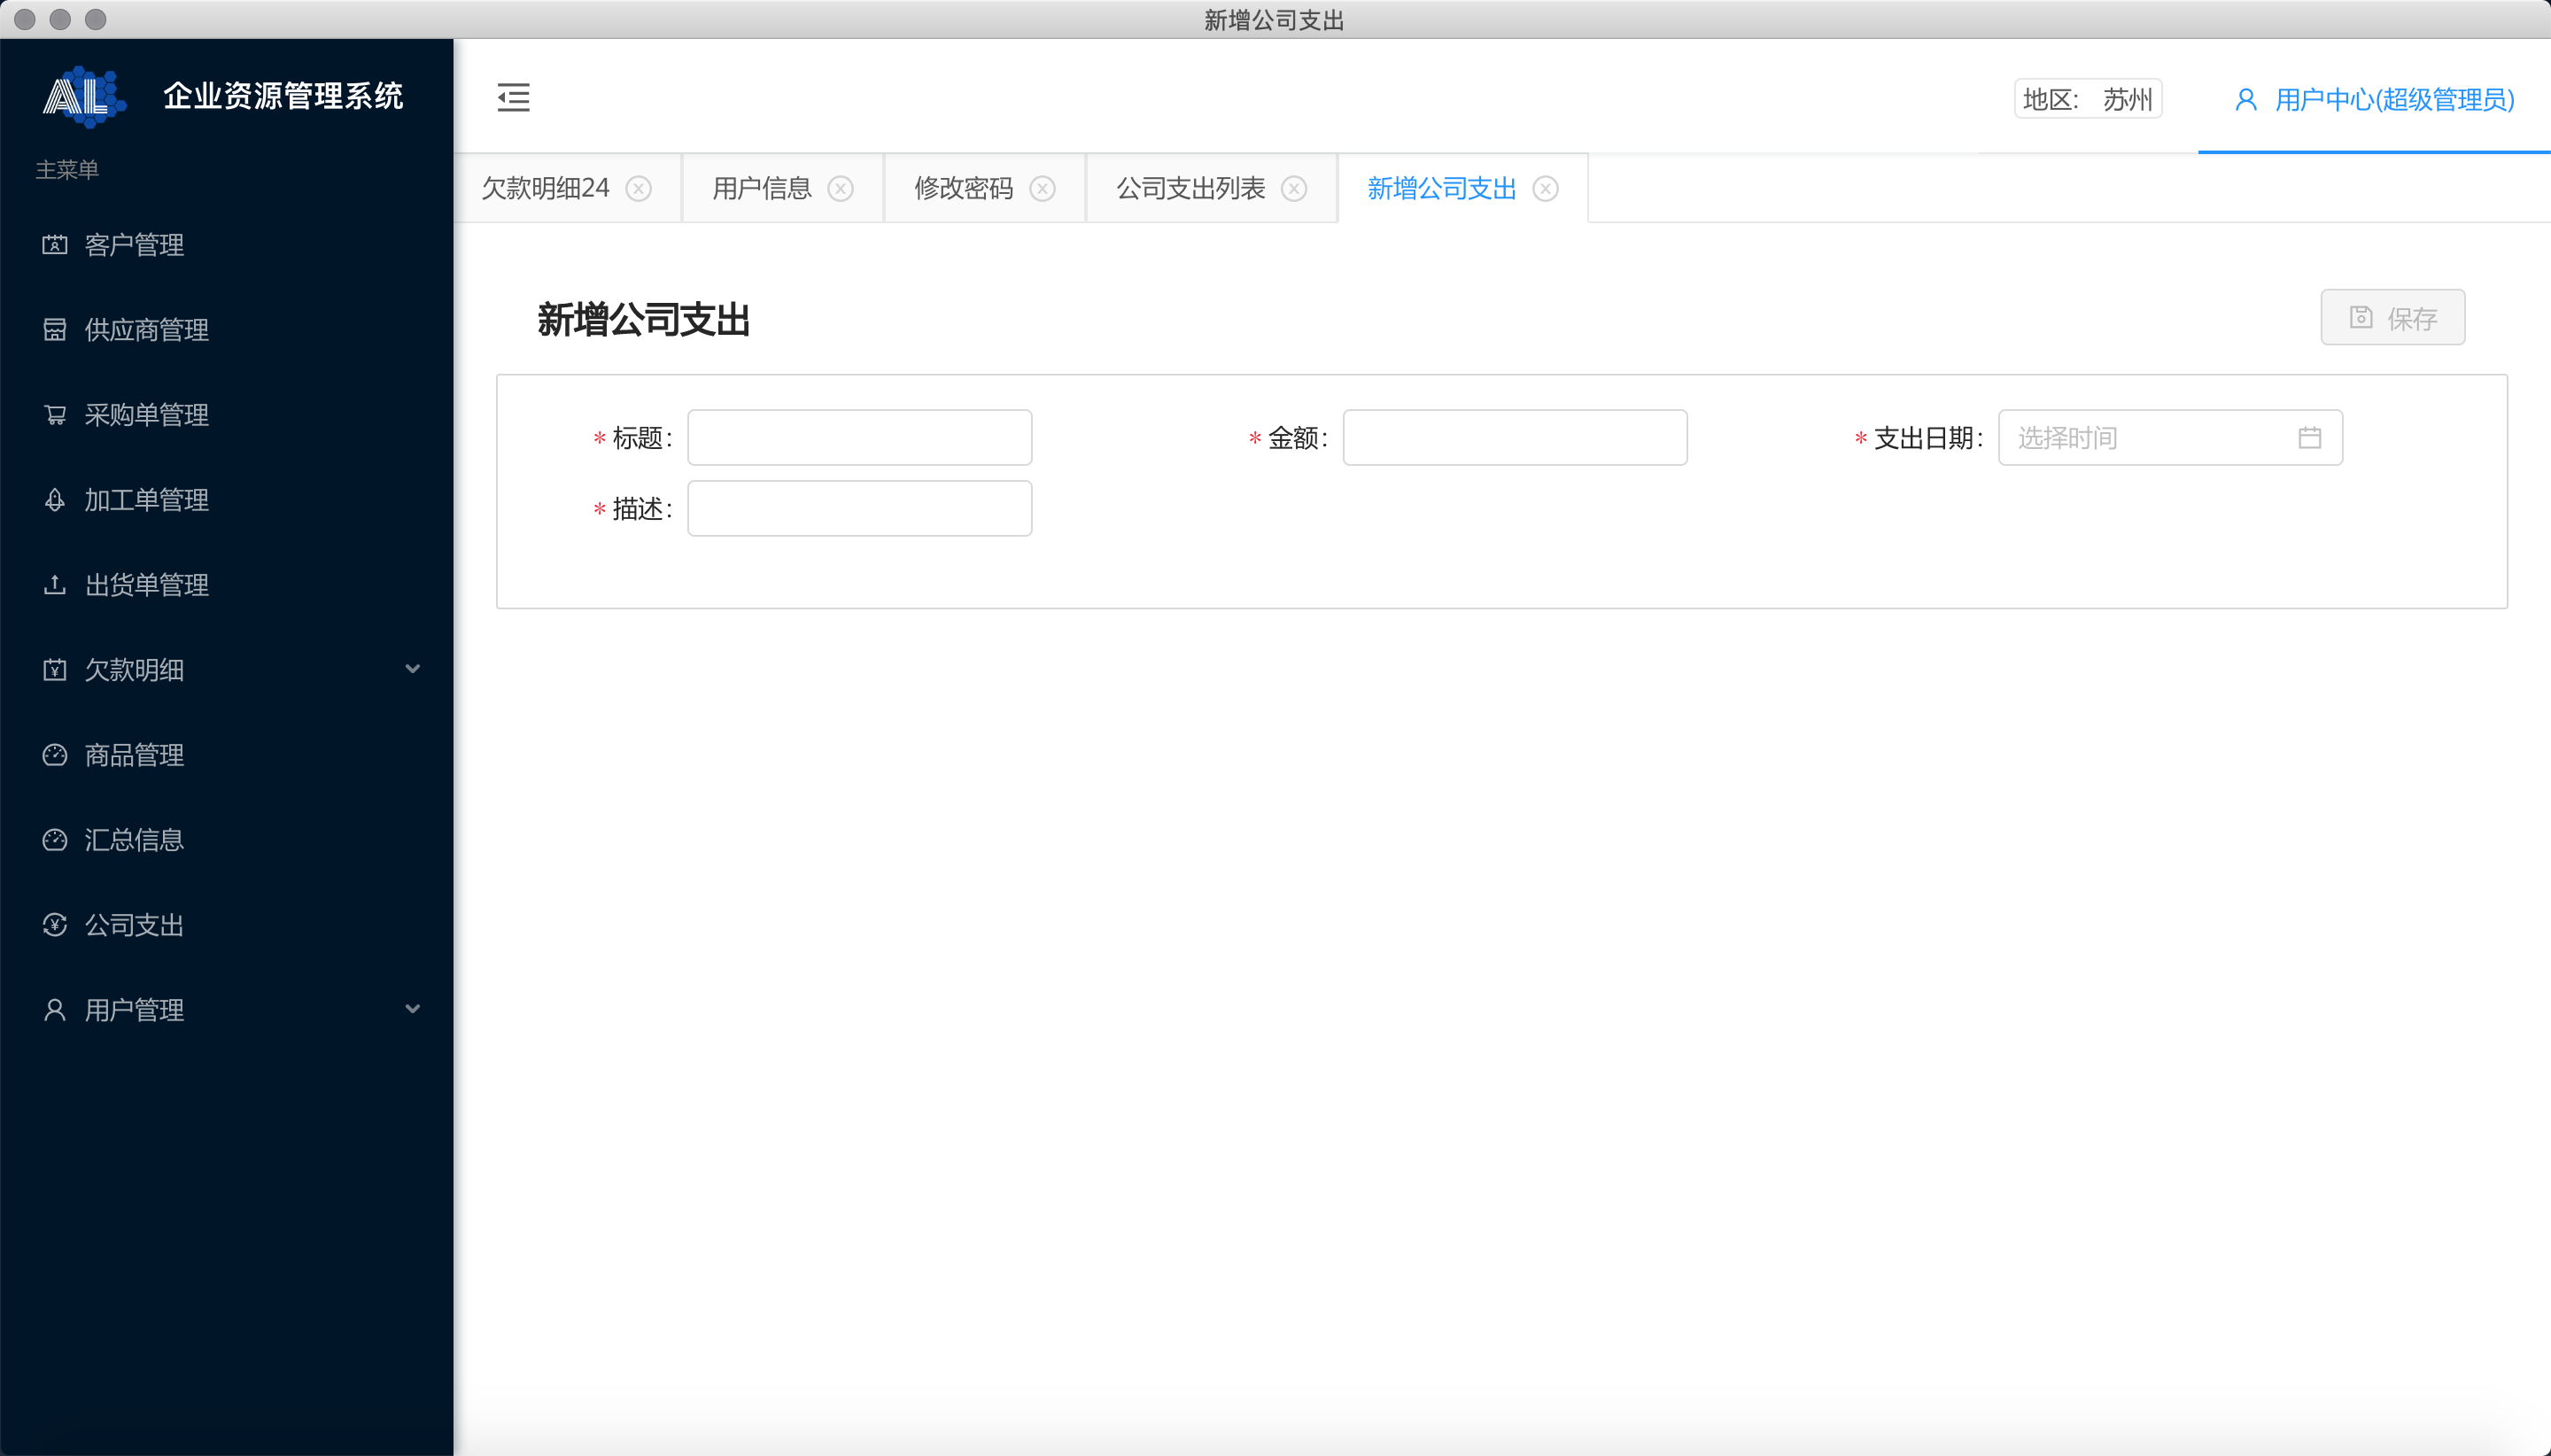 新增公司支出
AL 企业资源管理系统
地区： 苏州
用户中心(超级管理员)
主菜单
客户管理
供应商管理
采购单管理
加工单管理
出货单管理
欠款明细
商品管理
汇总信息
公司支出
用户管理
欠款明细24 用户信息 修改密码 公司支出列表 新增公司支出
新增公司支出
保存
* 标题： * 金额： * 支出日期： 选择时间
* 描述：